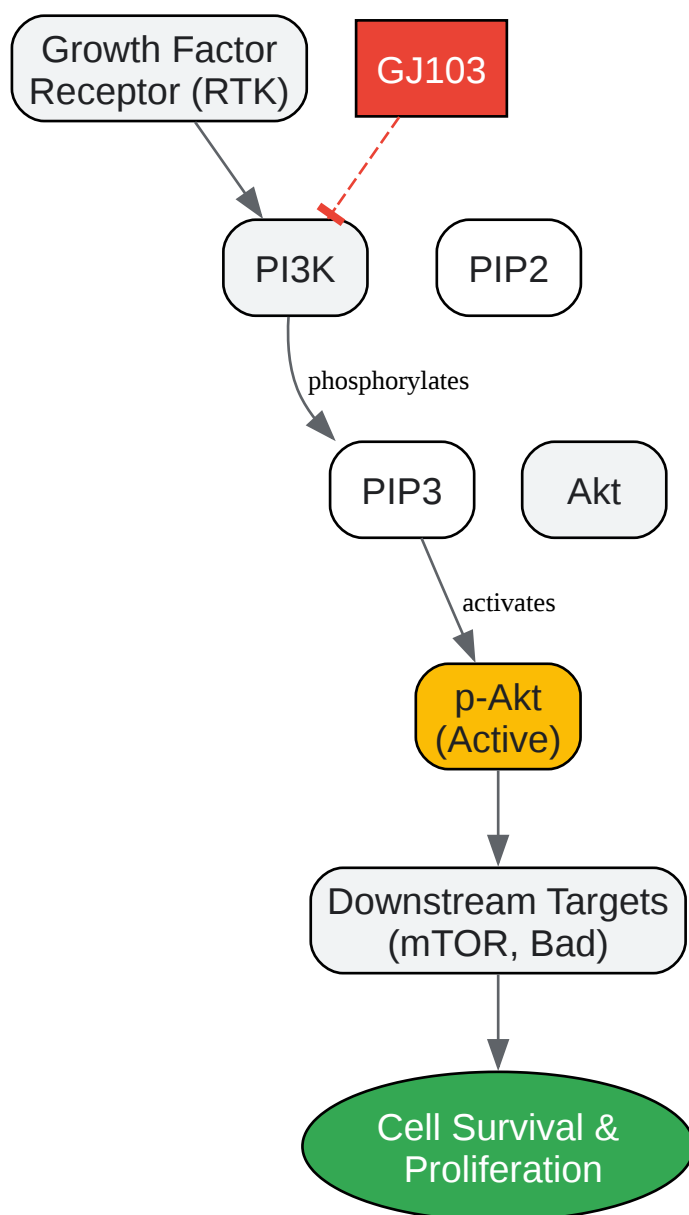 Growth Factor
Receptor (RTK)
GJ103
PI3K
PIP2
phosphorylates
PIP3
Akt
activates
p-Akt
(Active)
Downstream Targets
(mTOR, Bad)
Cell Survival &
Proliferation